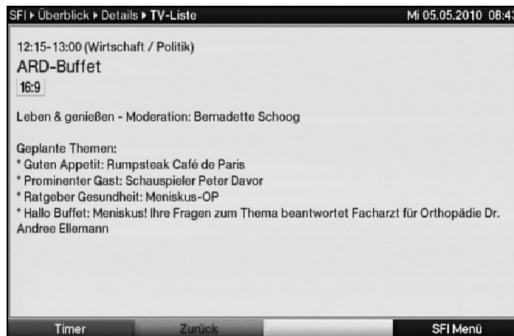 SFI ▸ Überblick ▸ Details ▸ TV-Liste Mi 05.05.2010 08:43
12:15-13:00 (Wirtschaft / Politik)
ARD-Buffet
16:9
Leben & genießen - Moderation: Bernadette Schoog
Geplante Themen:
* Guten Appetit: Rumpsteak Café de Paris
* Prominenter Gast: Schauspieler Peter Davor
* Ratgeber Gesundheit: Meniskus-OP
* Hallo Buffet: Meniskus! Ihre Fragen zum Thema beantwortet Facharzt für Orthopädie Dr.
Andree Ellemann
Timer Zurück SFI Menü